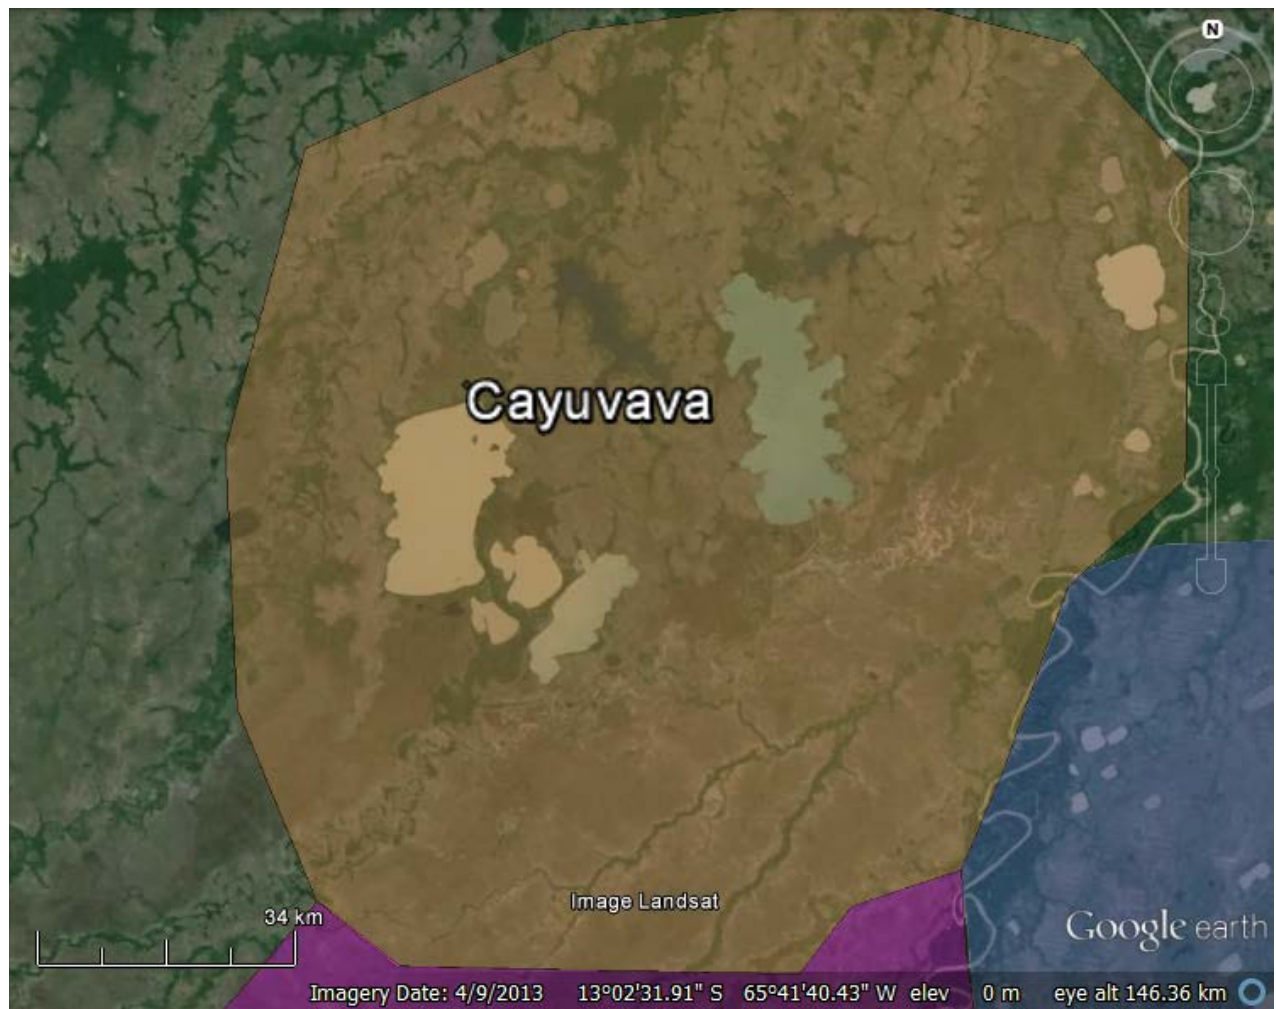 N
Cayuvava
Image Landsat
34 km
Google earth
Imagery Date: 4/9/2013 13°02'31.91" S 65°41'40.43" W elev 0 m eye alt 146.36 km